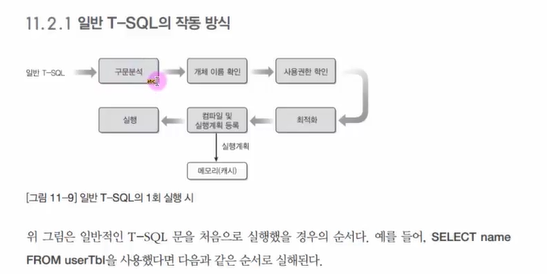 11.2.1 일반 T-SQL의 작동 방식
일반 T-SQL
구문분석
개체 이름 확인
사용권한 확인
실행
컴파일 및
실행계획 등록
최적화
실행계획
메모리(캐시)
[그림 11-9] 일반 T-SQL의 1회 실행 시
위 그림은 일반적인 T-SQL 문을 처음으로 실행했을 경우의 순서다. 예를 들어, SELECT name
FROM userTbl을 사용했다면 다음과 같은 순서로 실해된다.